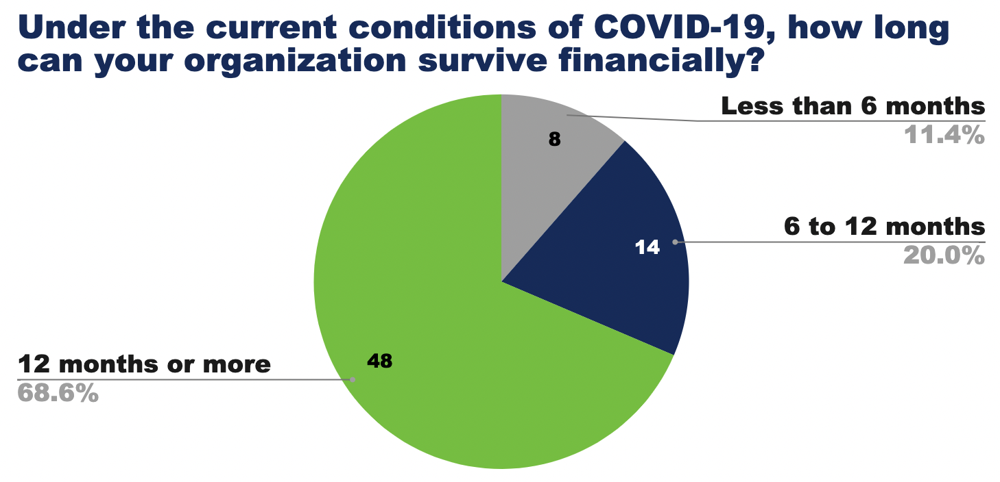 Under the current conditions of COVID-19, how long
can your organization survive financially?
Less than 6 months
11.4%
8
6 to 12 months
20.0%
14
12 months or more
68.6%
48